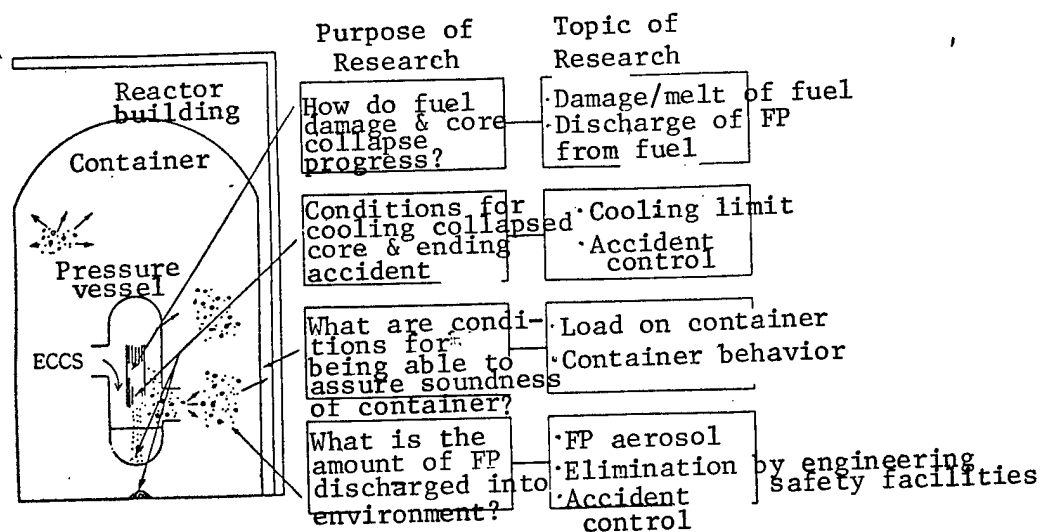 Purpose of
Research
Topic of
Research
Reactor
building
Container
Pressure
vessel
ECCS
How do fuel
damage & core
collapse
progress?
·Damage/melt of fuel
·Discharge of FP
from fuel
Conditions for
cooling collapsed
core & ending
accident
·Cooling limit
·Accident
control
What are condi-
tions for
being able to
assure soundness
of container?
·Load on container
·Container behavior
What is the
amount of FP
discharged into
environment?
·FP aerosol
·Elimination by engineering
safety facilities
·Accident
control